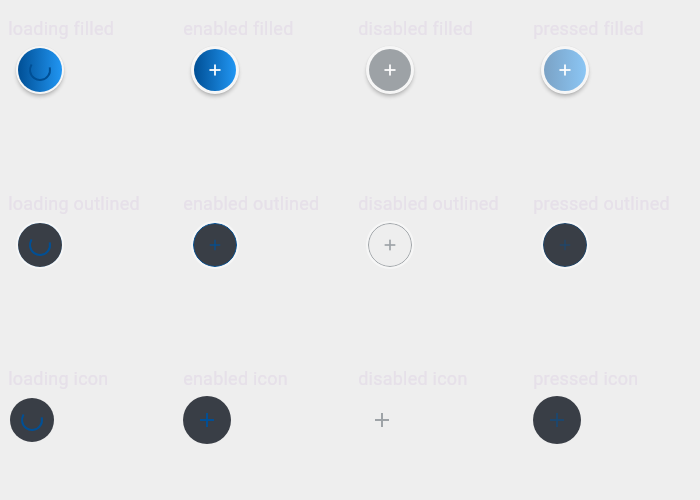 loading filled enabled filled disabled filled pressed filled
loading outlined enabled outlined disabled outlined pressed outlined
loading icon enabled icon disabled icon pressed icon